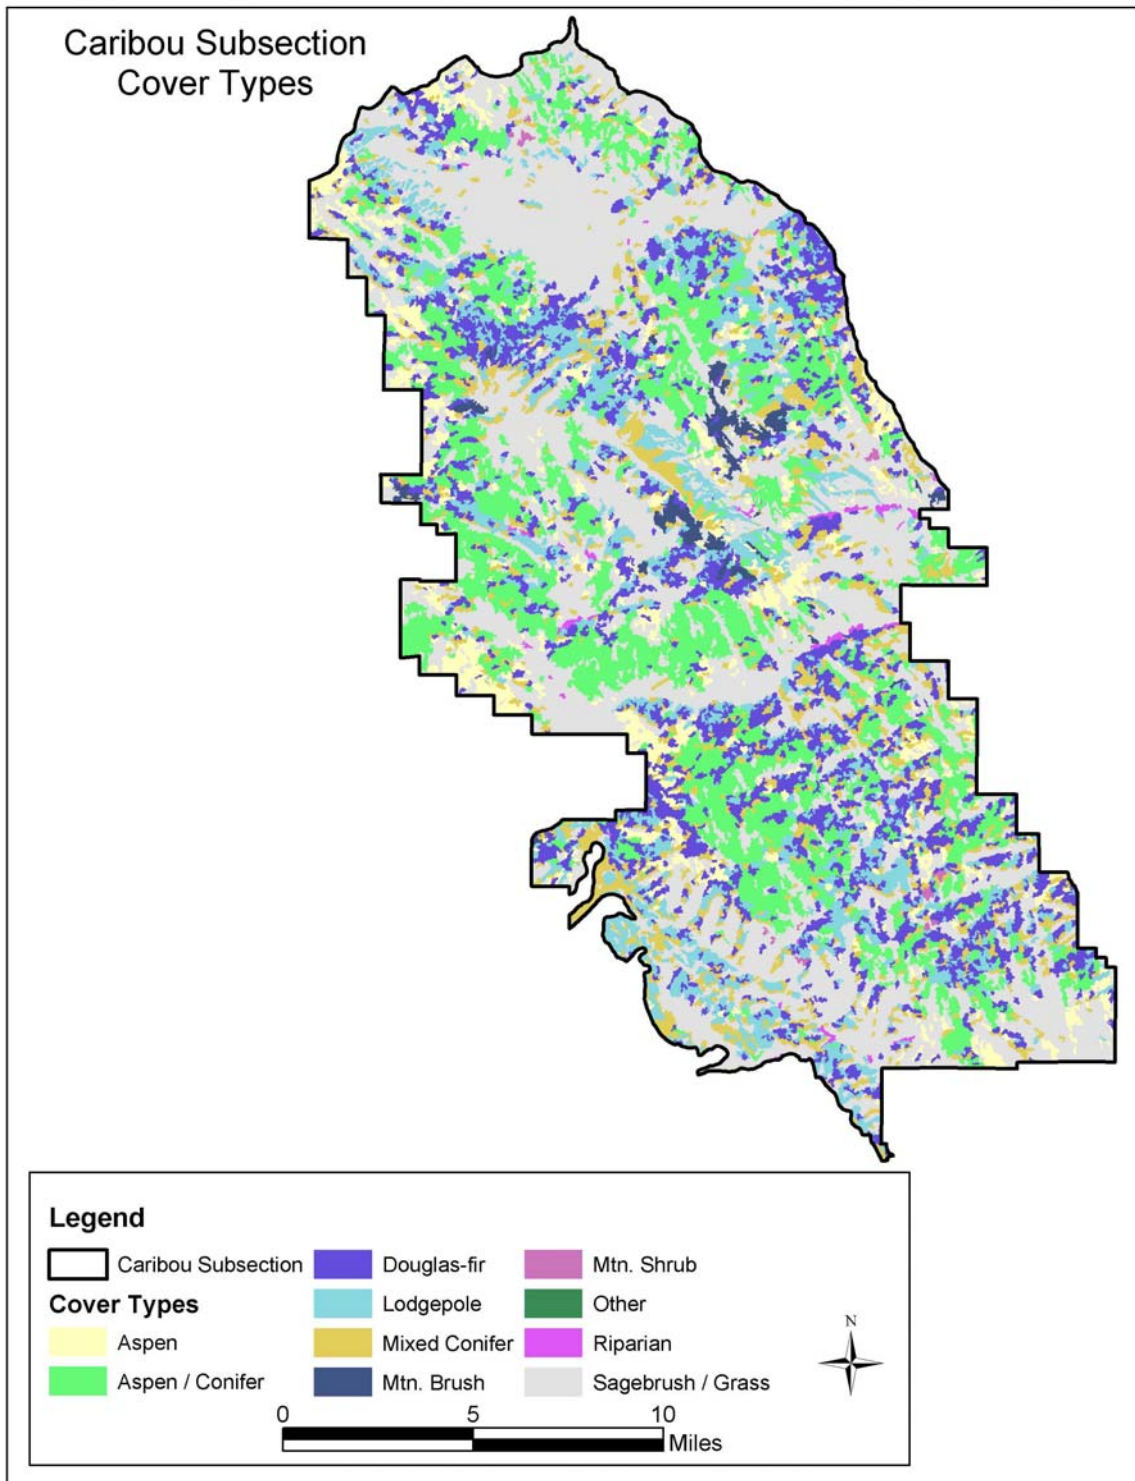 Caribou Subsection
Cover Types
Legend
Caribou Subsection
Cover Types
Aspen
Aspen / Conifer
Douglas-fir
Lodgepole
Mixed Conifer
Mtn. Brush
Mtn. Shrub
Other
Riparian
Sagebrush / Grass
N
0 5 10
Miles